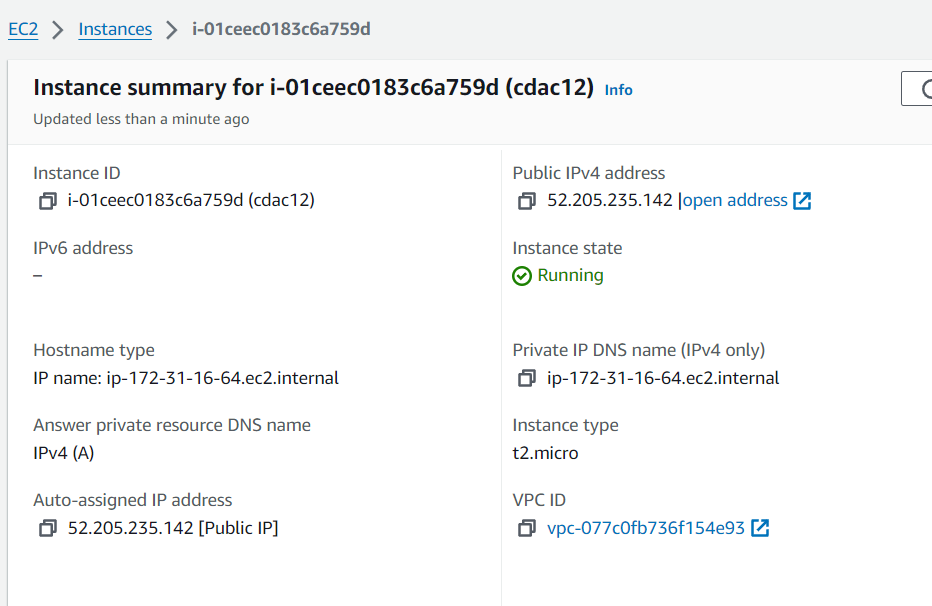 EC2 > Instances > i-01ceec0183c6a759d
Instance summary for i-01ceec0183c6a759d (cdac12) Info
Updated less than a minute ago
Instance ID
i-01ceec0183c6a759d (cdac12)
Public IPv4 address
52.205.235.142 |open address
IPv6 address
–
Instance state
Running
Hostname type
IP name: ip-172-31-16-64.ec2.internal
Private IP DNS name (IPv4 only)
ip-172-31-16-64.ec2.internal
Answer private resource DNS name
IPv4 (A)
Instance type
t2.micro
Auto-assigned IP address
52.205.235.142 [Public IP]
VPC ID
vpc-077c0fb736f154e93